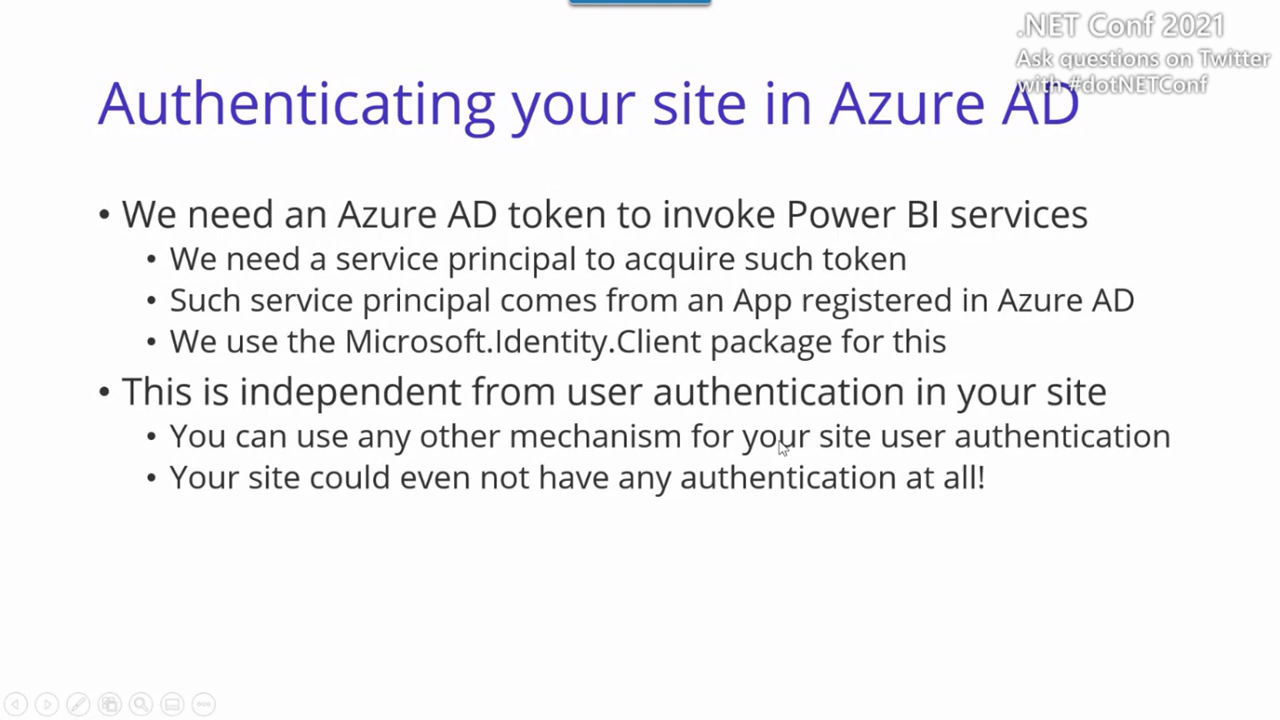 .NET Conf 2021
Ask questions on Twitter
with #dotNETConf
Authenticating your site in Azure AD
• We need an Azure AD token to invoke Power BI services
• We need a service principal to acquire such token
• Such service principal comes from an App registered in Azure AD
• We use the Microsoft.Identity.Client package for this
• This is independent from user authentication in your site
• You can use any other mechanism for your site user authentication
• Your site could even not have any authentication at all!